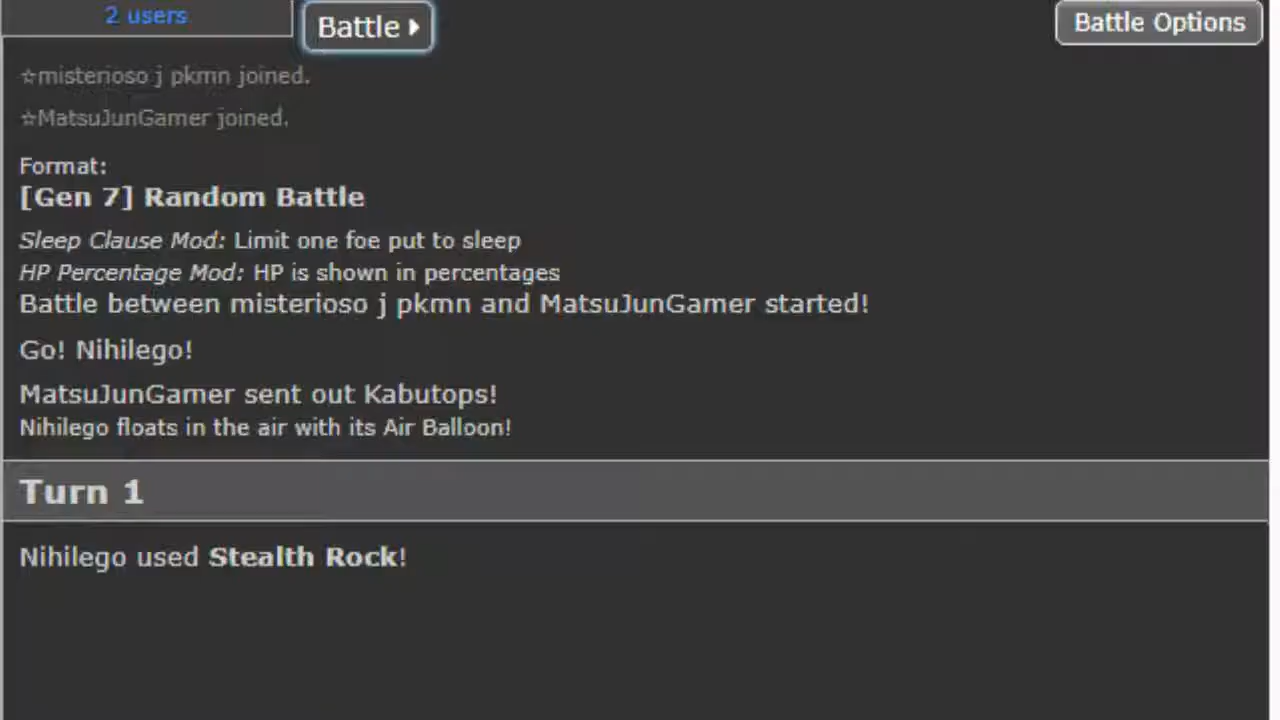 2 users
Battle
Battle Options
☆misterioso j pkmn joined.
☆MatsuJunGamer joined.
Format:
[Gen 7] Random Battle
Sleep Clause Mod: Limit one foe put to sleep
HP Percentage Mod: HP is shown in percentages
Battle between misterioso j pkmn and MatsuJunGamer started!
Go! Nihilego!
MatsuJunGamer sent out Kabutops!
Nihilego floats in the air with its Air Balloon!
Turn 1
Nihilego used Stealth Rock!